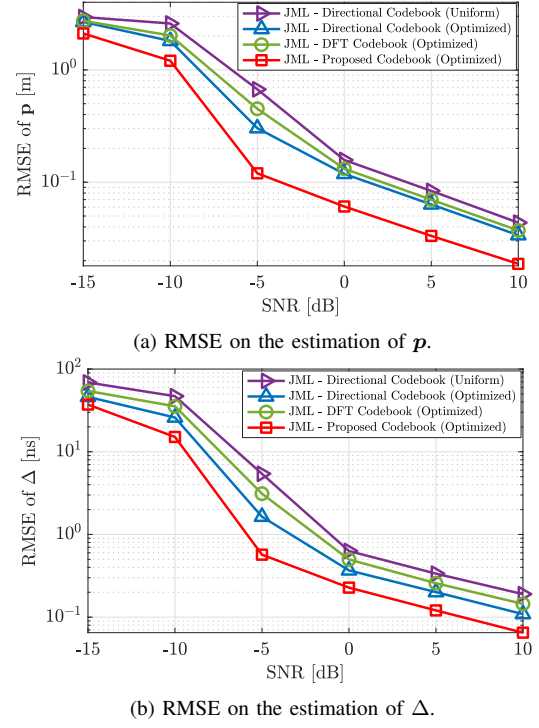 JML - Directional Codebook (Uniform)
JML - Directional Codebook (Optimized)
JML - DFT Codebook (Optimized)
JML - Proposed Codebook (Optimized)
10^0
10^{-1}
RMSE of p [m]
-15 -10 -5 0 5 10
SNR [dB]
(a) RMSE on the estimation of p.
JML - Directional Codebook (Uniform)
JML - Directional Codebook (Optimized)
JML - DFT Codebook (Optimized)
JML - Proposed Codebook (Optimized)
10^2
10^1
10^0
10^{-1}
RMSE of Δ [ns]
-15 -10 -5 0 5 10
SNR [dB]
(b) RMSE on the estimation of Δ.